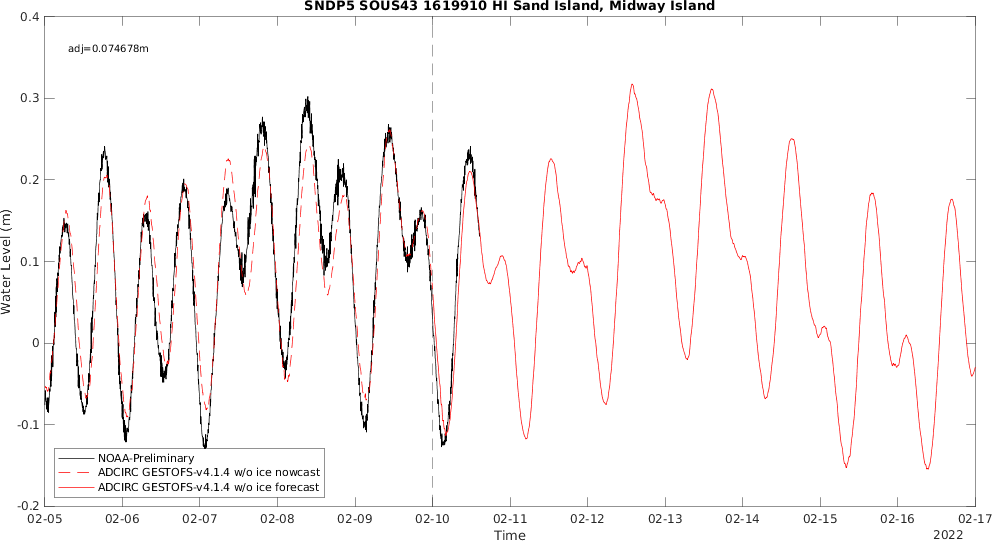 SNDP5 SOUS43 1619910 HI Sand Island, Midway Island
adj=0.074678m
0.4
0.3
0.2
0.1
0
-0.1
-0.2
Water Level (m)
NOAA-Preliminary
ADCIRC GESTOFS-v4.1.4 w/o ice nowcast
ADCIRC GESTOFS-v4.1.4 w/o ice forecast
02-05 02-06 02-07 02-08 02-09 02-10 02-11 02-12 02-13 02-14 02-15 02-16 02-17
Time
2022